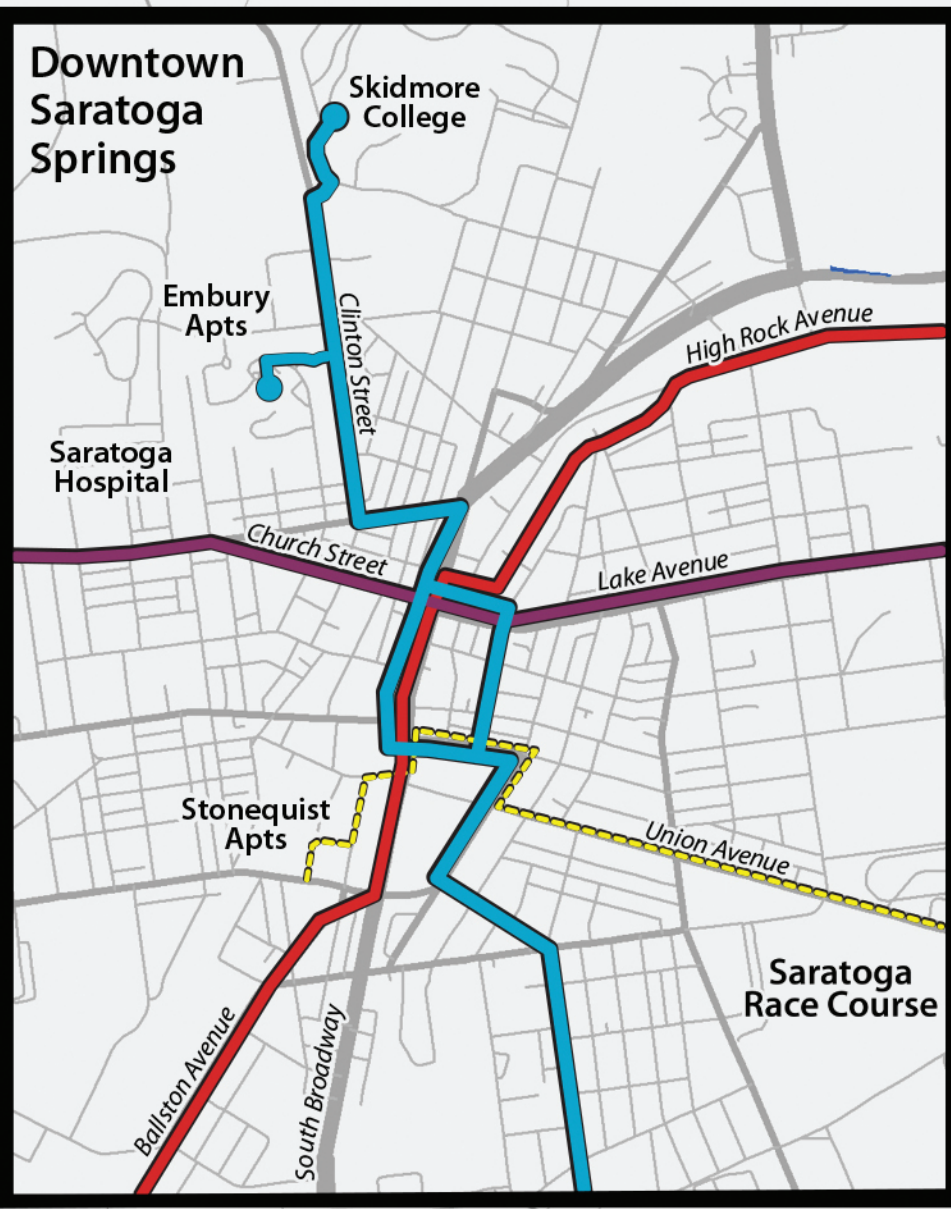 Downtown
Saratoga
Springs
Skidmore
College
Embury
Apts
Clinton Street
High Rock Avenue
Saratoga
Hospital
Church Street
Lake Avenue
Stonequist
Apts
Union Avenue
Saratoga
Race Course
Ballston Avenue
South Broadway